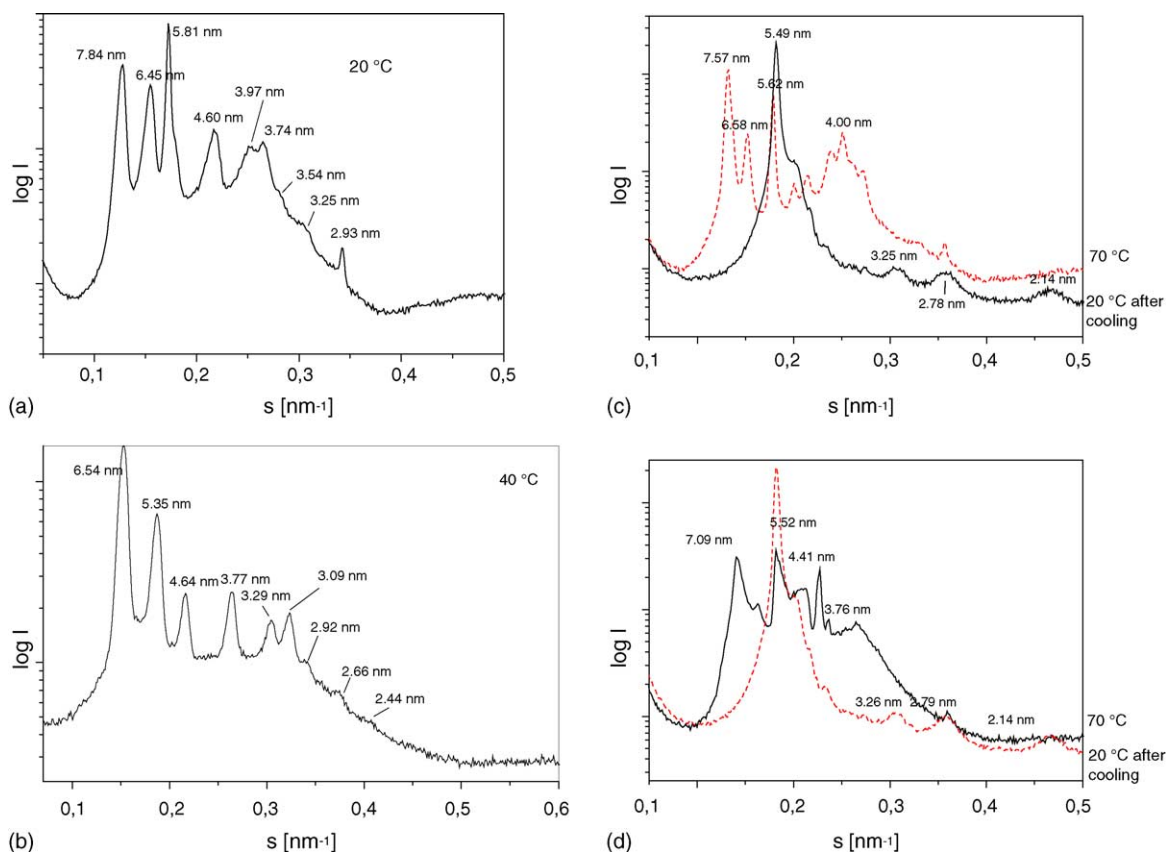 5.81 nm
7.84 nm
6.45 nm
20 °C
3.97 nm
3.74 nm
4.60 nm
3.54 nm
3.25 nm
2.93 nm
log I
0,1 0,2 0,3 0,4 0,5
s [nm-1]
(a)
5.49 nm
7.57 nm
5.62 nm
6.58 nm
4.00 nm
3.25 nm
2.78 nm
2.14 nm
70 °C
20 °C after
cooling
log I
0,1 0,2 0,3 0,4 0,5
s [nm-1]
(c)
6.54 nm
40 °C
5.35 nm
4.64 nm
3.77 nm
3.29 nm
3.09 nm
2.92 nm
2.66 nm
2.44 nm
log I
0,1 0,2 0,3 0,4 0,5 0,6
s [nm-1]
(b)
7.09 nm
5.52 nm
4.41 nm
3.76 nm
3.26 nm
2.79 nm
2.14 nm
70 °C
20 °C after
cooling
log I
0,1 0,2 0,3 0,4 0,5
s [nm-1]
(d)